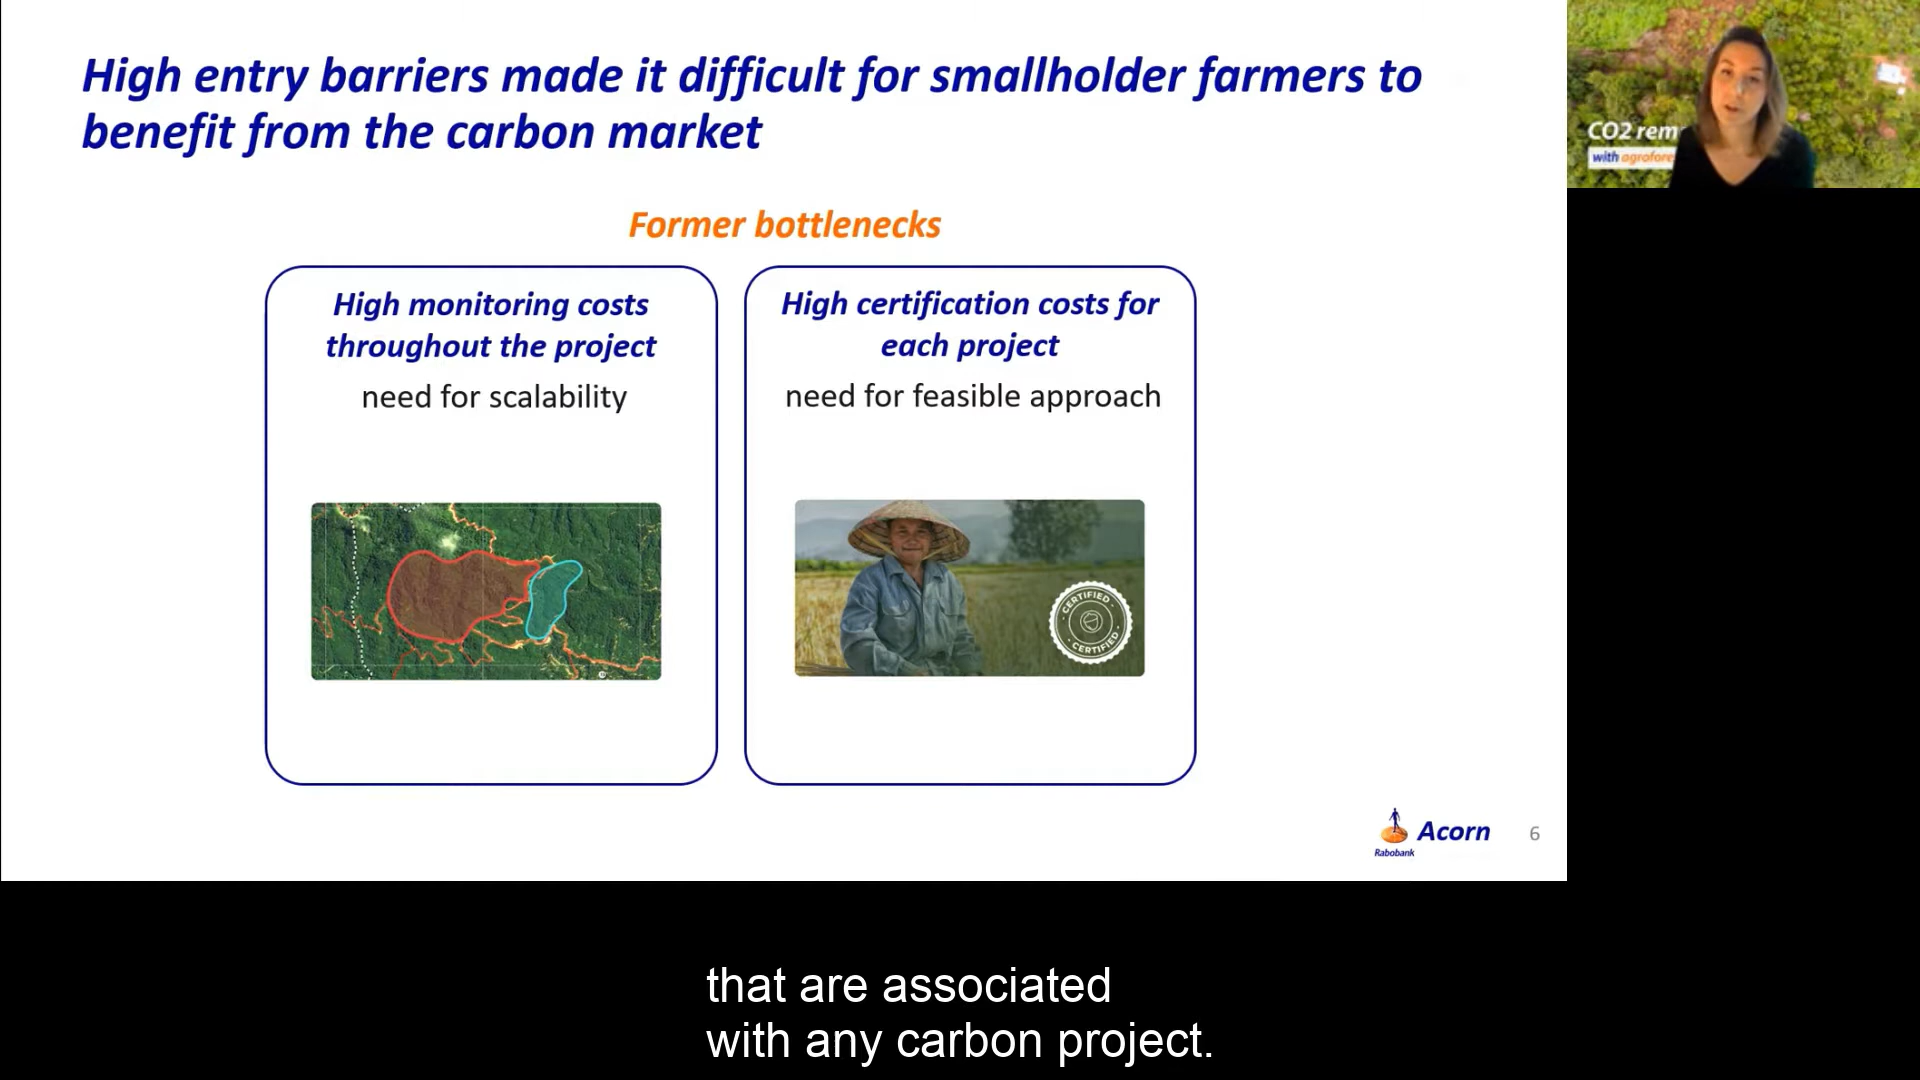 High entry barriers made it difficult for smallholder farmers to
benefit from the carbon market
CO2 rem
with agrofore
Former bottlenecks
High monitoring costs
throughout the project
need for scalability
High certification costs for
each project
need for feasible approach
CERTIFIED
CERTIFIED
Rabobank
Acorn
6
that are associated
with any carbon project.